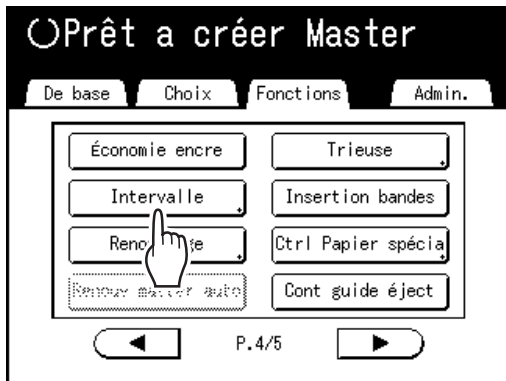 Prêt a créer Master
De base Choix Fonctions Admin.
Économie encre Trieuse
Intervalle Insertion bandes
Ctrl Papier spécia
Renouv master auto Cont guide éject
P.4/5